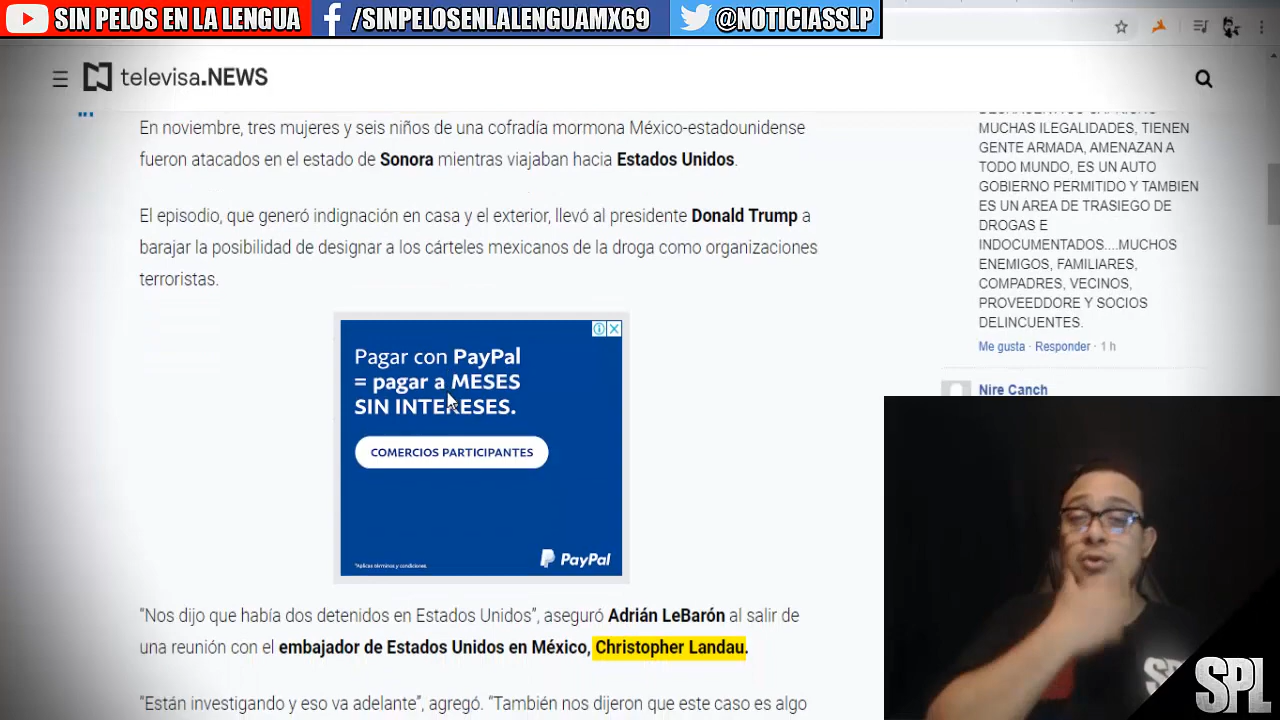 SIN PELOS EN LA LENGUA
/SINPELOSENLALENGUAMX69
@NOTICIASSLP
televisa.NEWS
En noviembre, tres mujeres y seis niños de una cofradía mormona México-estadounidense
fueron atacados en el estado de Sonora mientras viajaban hacia Estados Unidos.
El episodio, que generó indignación en casa y el exterior, llevó al presidente Donald Trump a
barajar la posibilidad de designar a los cárteles mexicanos de la droga como organizaciones
terroristas.
Pagar con PayPal
= pagar a MESES
SIN INTERESES.
COMERCIOS PARTICIPANTES
*Aplican términos y condiciones.
PayPal
"Nos dijo que había dos detenidos en Estados Unidos", aseguró Adrián LeBarón al salir de
una reunión con el embajador de Estados Unidos en México, Christopher Landau.
"Están investigando y eso va adelante", agregó. "También nos dijeron que este caso es algo
MUCHAS ILEGALIDADES, TIENEN
GENTE ARMADA, AMENAZAN A
TODO MUNDO, ES UN AUTO
GOBIERNO PERMITIDO Y TAMBIEN
ES UN AREA DE TRASIEGO DE
DROGAS E
INDOCUMENTADOS....MUCHOS
ENEMIGOS, FAMILIARES,
COMPADRES, VECINOS,
PROVEEDDORE Y SOCIOS
DELINCUENTES.
Me gusta · Responder · 1 h
Nire Canch
SPL